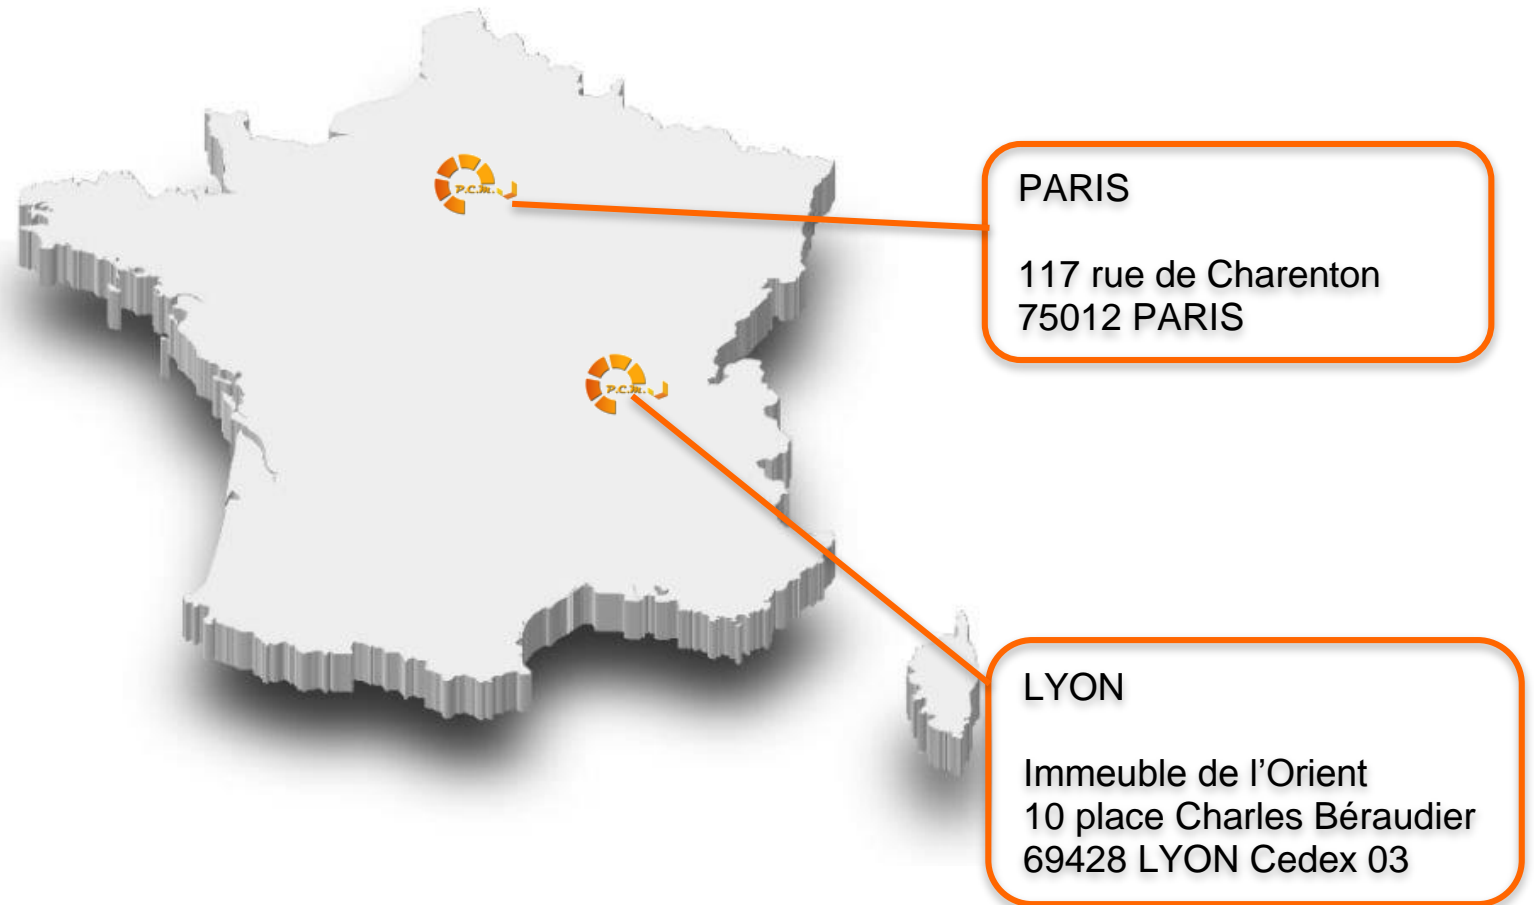 P.C.M.
PARIS
117 rue de Charenton
75012 PARIS
P.C.M.
LYON
Immeuble de l’Orient
10 place Charles Béraudier
69428 LYON Cedex 03